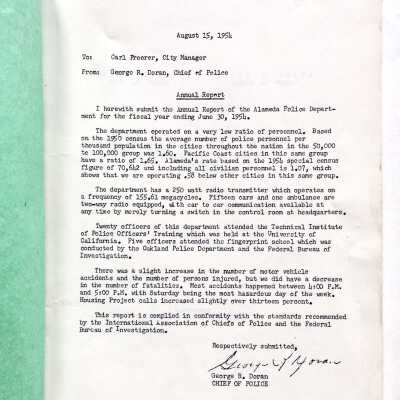 August 15, 1954
To: Carl Froerer, City Manager
From: George R. Doran, Chief of Police
Annual Report
I herewith submit the Annual Report of the Alameda Police Depart-
ment for the fiscal year ending June 30, 1954.
The department operated on a very low ratio of personnel. Based
on the 1950 census the average number of police personnel per
thousand population in the cities throughout the nation in the 50,000
to 100,000 group was 1.60. Pacific Coast cities in this same group
have a ratio of 1.65. Alameda's rate based on the 1954 special census
figure of 70,642 and including all civilian personnel is 1.07, which
shows that we are operating .58 below other cities in this same group.
The department has a 250 watt radio transmitter which operates on
a frequency of 155.61 megacycles. Fifteen cars and one ambulance are
two-way radio equipped, with car to car communication available at
any time by merely turning a switch in the control room at headquarters.
Twenty officers of this department attended the Technical Institute
of Police Officers' Training which was held at the University of
California. Five officers attended the fingerprint school which was
conducted by the Oakland Police Department and the Federal Bureau of
Investigation.
There was a slight increase in the number of motor vehicle
accidents and the number of persons injured, but we did have a decrease
in the number of fatalities. Most accidents happened between 4:00 P.M.
and 5:00 P.M. with Saturday being the most hazardous day of the week.
Housing Project calls increased slightly over thirteen percent.
This report is compiled in conformity with the standards recommended
by the International Association of Chiefs of Police and the Federal
Bureau of Investigation.
Respectively submitted,
George R Doran
George R. Doran
CHIEF OF POLICE